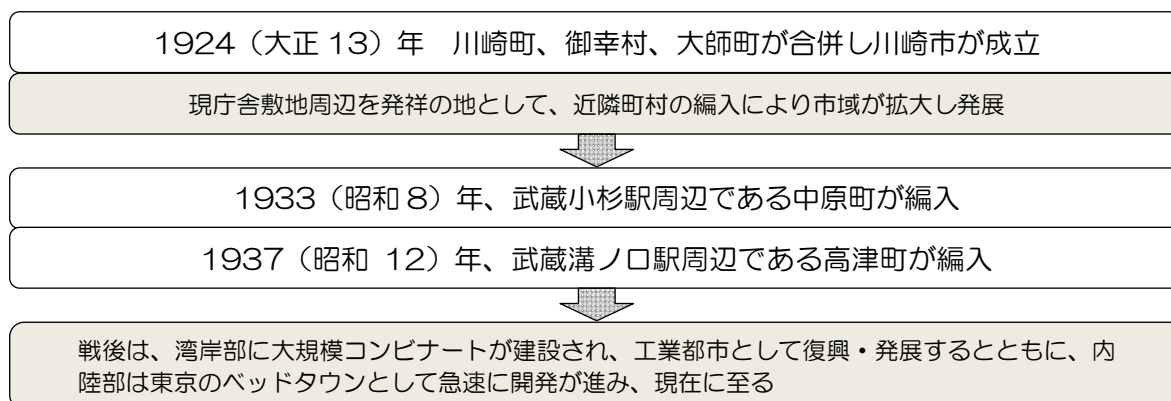 1924（大正 13）年　川崎町、御幸村、大師町が合併し川崎市が成立
現庁舎敷地周辺を発祥の地として、近隣町村の編入により市域が拡大し発展
1933（昭和 8）年、武蔵小杉駅周辺である中原町が編入
1937（昭和 12）年、武蔵溝ノ口駅周辺である高津町が編入
戦後は、湾岸部に大規模コンビナートが建設され、工業都市として復興・発展するとともに、内
陸部は東京のベッドタウンとして急速に開発が進み、現在に至る